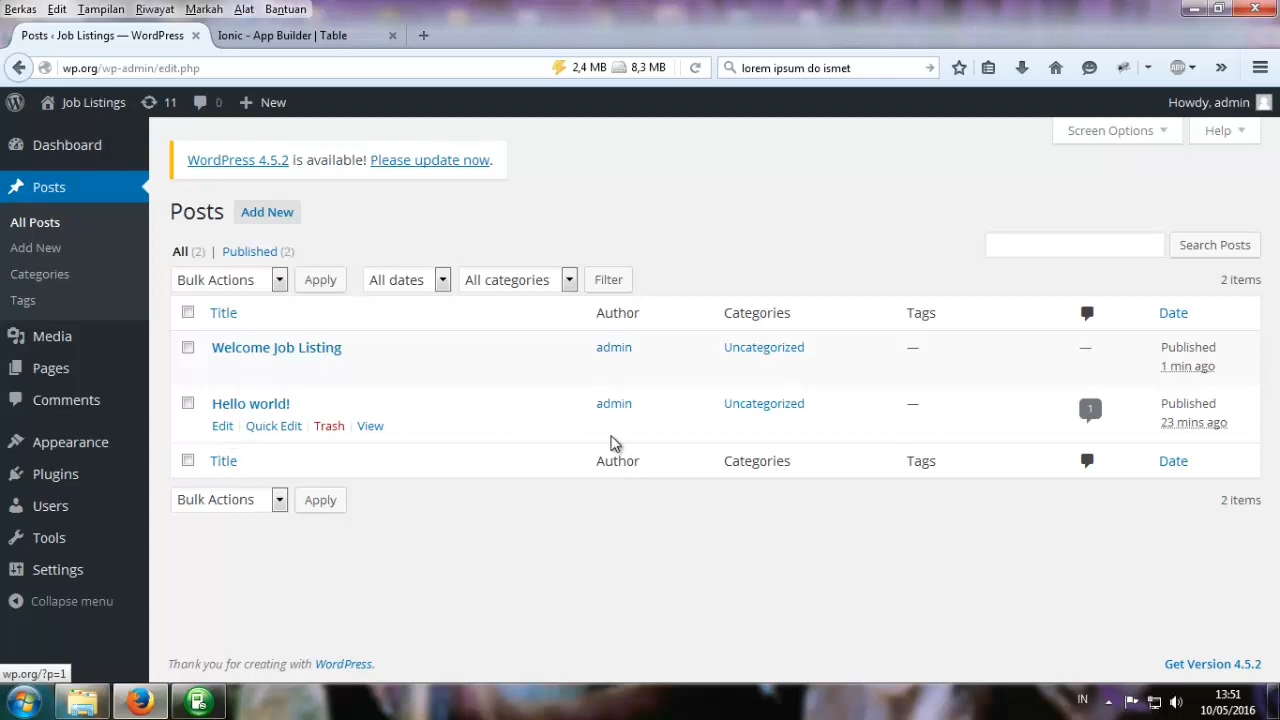 Berkas Edit Tampilan Riwayat Markah Alat Bantuan
Posts ‹ Job Listings — WordPress × Ionic - App Builder | Table ×
wp.org/wp-admin/edit.php 2,4 MB 8,3 MB lorem ipsum do ismet
Job Listings 11 0 New Howdy, admin
Screen Options Help
Dashboard
Posts
All Posts
Add New
Categories
Tags
Media
Pages
Comments
Appearance
Plugins
Users
Tools
Settings
Collapse menu
WordPress 4.5.2 is available! Please update now.
Posts Add New
All (2) | Published (2)
Search Posts
Bulk Actions Apply All dates All categories Filter 2 items
Title Author Categories Tags Date
Welcome Job Listing admin Uncategorized — — Published
1 min ago
Hello world! admin Uncategorized — 1 Published
Edit | Quick Edit | Trash | View 23 mins ago
Title Author Categories Tags Date
Bulk Actions Apply 2 items
Thank you for creating with WordPress. Get Version 4.5.2
wp.org/?p=1
IN 13:51
10/05/2016